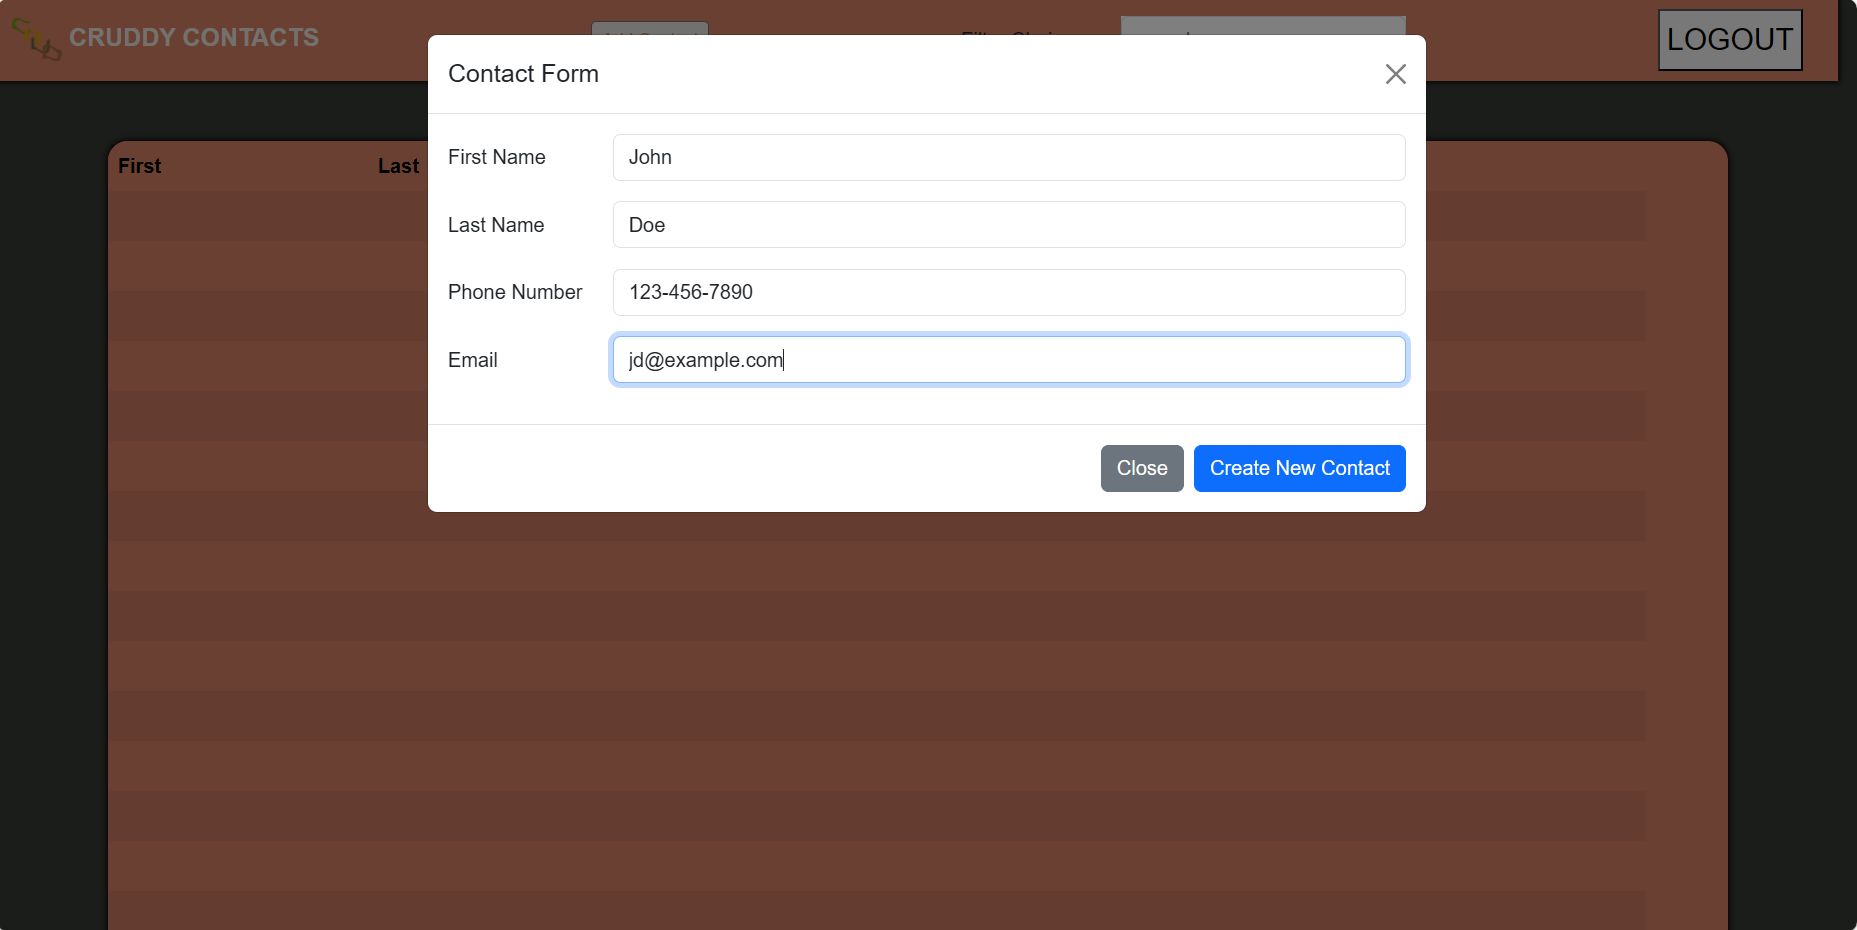 CRUDDY CONTACTS
LOGOUT
Contact Form
First
Last
First Name
John
Last Name
Doe
Phone Number
123-456-7890
Email
jd@example.com
Close
Create New Contact